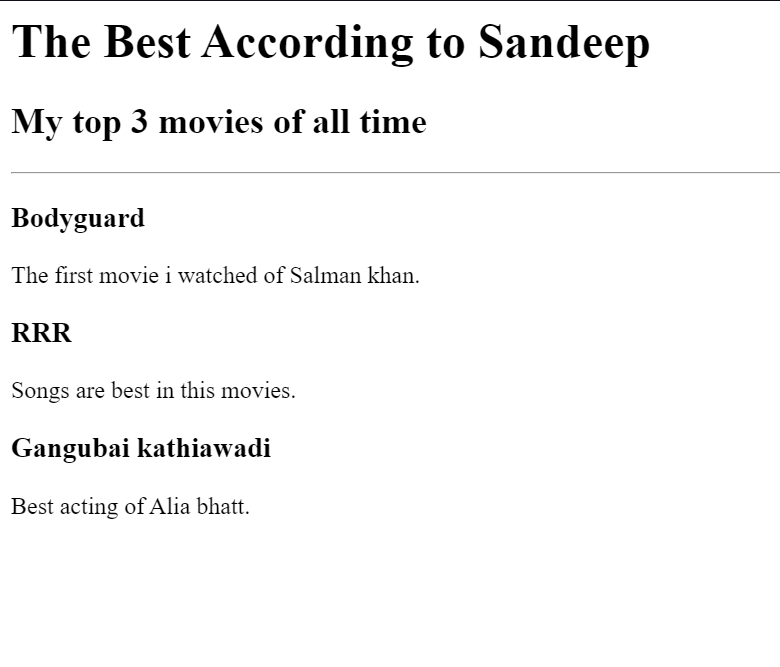 The Best According to Sandeep
My top 3 movies of all time
Bodyguard
The first movie i watched of Salman khan.
RRR
Songs are best in this movies.
Gangubai kathiawadi
Best acting of Alia bhatt.